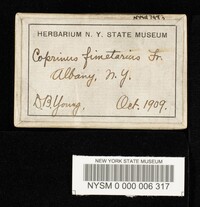 HERBARIUM N. Y. STATE MUSEUM
Coprinus fimetarius Fr.
Albany, N. Y.
D.B. Young. Oct. 1909.
NEW YORK STATE MUSEUM
NYSM 0 000 006 317